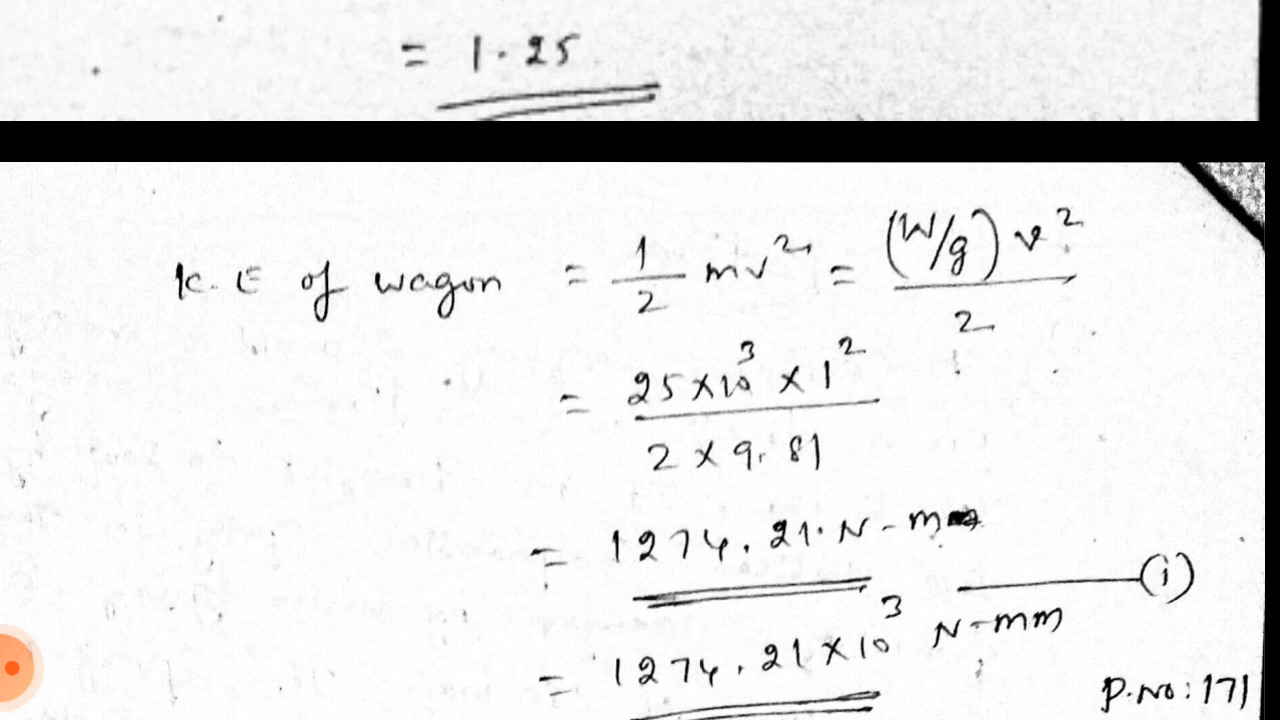 = 1.25
K.E of wagon = 1/2 mv² = (W/g) v² / 2
= 25×10³ × 1² / 2 × 9.81
= 1274.21. N-m
(i)
= 1274.21 × 10³ N-mm
P.No: 171